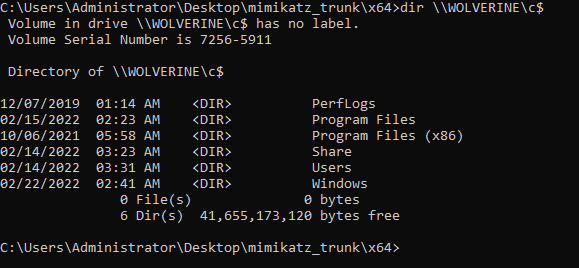 C:\Users\Administrator\Desktop\mimikatz_trunk\x64>dir \\WOLVERINE\c$
 Volume in drive \\WOLVERINE\c$ has no label.
 Volume Serial Number is 7256-5911

 Directory of \\WOLVERINE\c$

12/07/2019  01:14 AM    <DIR>          PerfLogs
02/15/2022  02:23 AM    <DIR>          Program Files
10/06/2021  05:58 AM    <DIR>          Program Files (x86)
02/14/2022  03:23 AM    <DIR>          Share
02/14/2022  03:31 AM    <DIR>          Users
02/22/2022  02:41 AM    <DIR>          Windows
               0 File(s)              0 bytes
               6 Dir(s)  41,655,173,120 bytes free

C:\Users\Administrator\Desktop\mimikatz_trunk\x64>